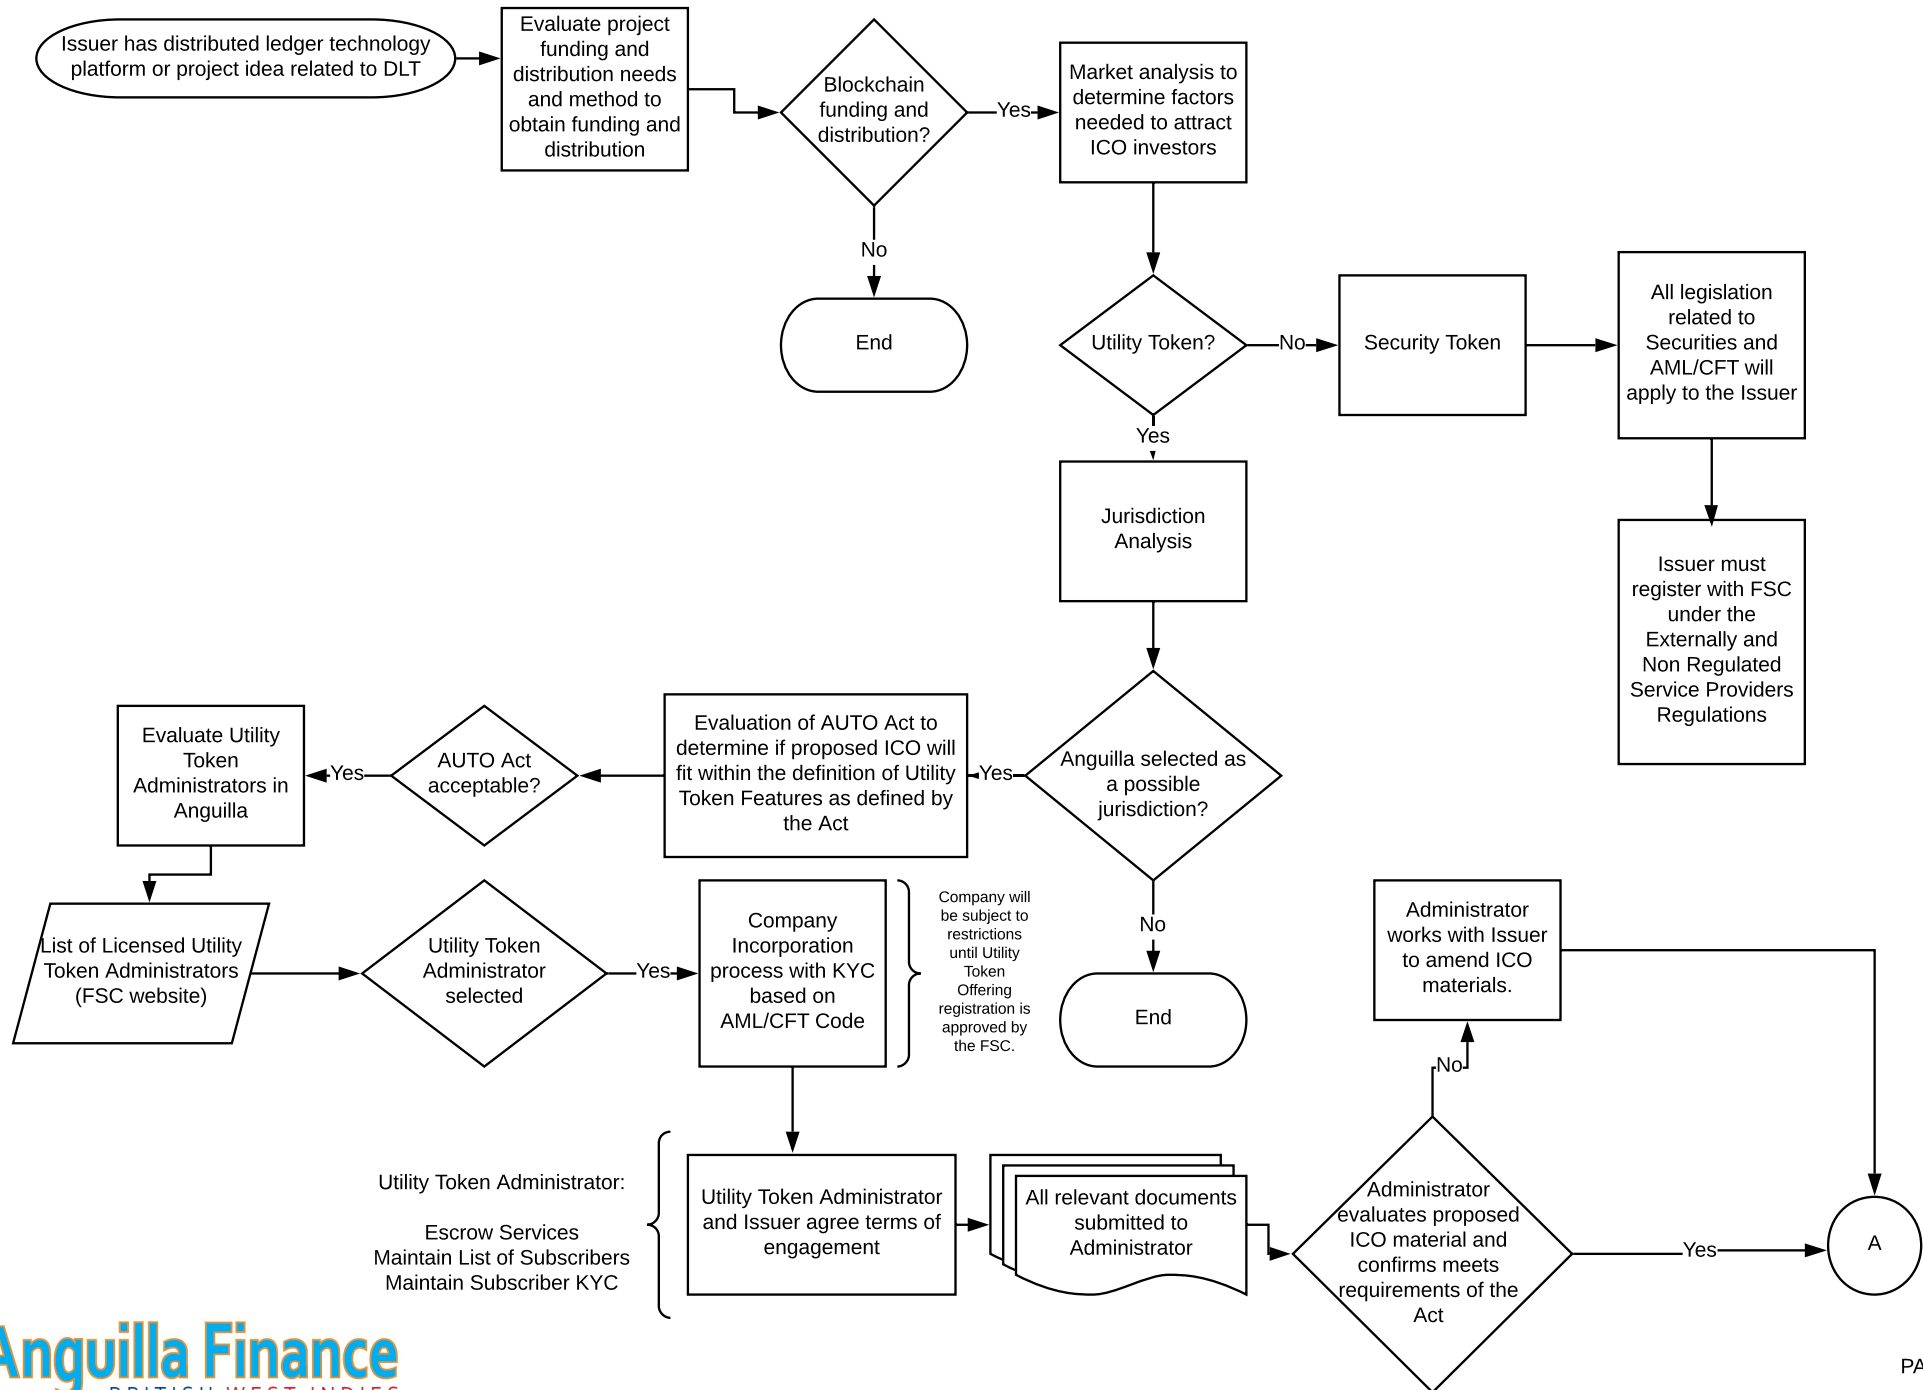 Issuer has distributed ledger technology
platform or project idea related to DLT
Evaluate project
funding and
distribution needs
and method to
obtain funding and
distribution
Blockchain
funding and
distribution?
Yes
Market analysis to
determine factors
needed to attract
ICO investors
No
End
Utility Token?
No
Security Token
All legislation
related to
Securities and
AML/CFT will
apply to the Issuer
Yes
Jurisdiction
Analysis
Issuer must
register with FSC
under the
Externally and
Non Regulated
Service Providers
Regulations
Anguilla selected as
a possible
jurisdiction?
Yes
Evaluation of AUTO Act to
determine if proposed ICO will
fit within the definition of Utility
Token Features as defined by
the Act
AUTO Act
acceptable?
Yes
Evaluate Utility
Token
Administrators in
Anguilla
List of Licensed Utility
Token Administrators
(FSC website)
Utility Token
Administrator
selected
Yes
Company
Incorporation
process with KYC
based on
AML/CFT Code
Company will
be subject to
restrictions
until Utility
Token
Offering
registration is
approved by
the FSC.
No
End
Administrator
works with Issuer
to amend ICO
materials.
No
Utility Token Administrator:
Escrow Services
Maintain List of Subscribers
Maintain Subscriber KYC
Utility Token Administrator
and Issuer agree terms of
engagement
All relevant documents
submitted to
Administrator
Administrator
evaluates proposed
ICO material and
confirms meets
requirements of the
Act
Yes
A
Anguilla Finance
BRITISH WEST INDIES
PA